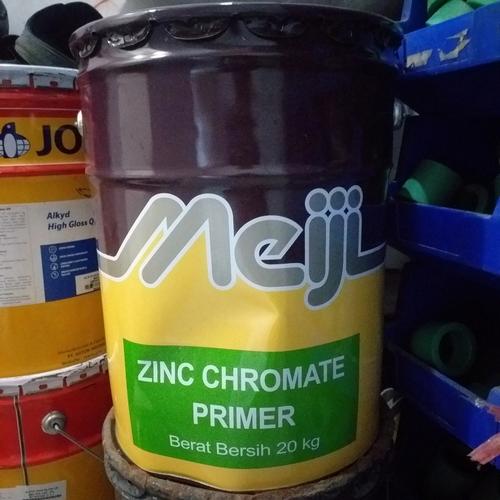 JO
Alkyd
High Gloss Q
Meiji
ZINC CHROMATE
PRIMER
Berat Bersih 20 kg